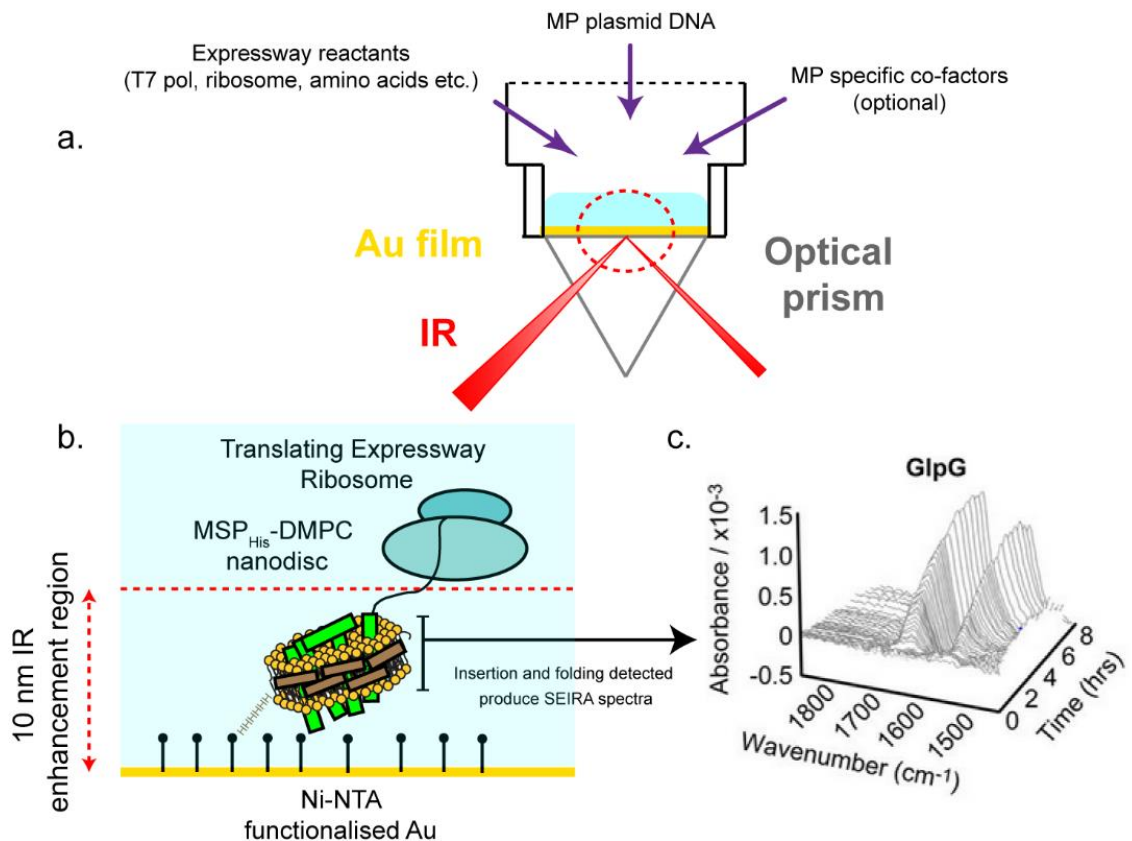 MP plasmid DNA
Expressway reactants
(T7 pol, ribosome, amino acids etc.)
MP specific co-factors
(optional)
a.
Au film
Optical
prism
IR
b.
Translating Expressway
Ribosome
MSPHis-DMPC
nanodisc
10 nm IR
enhancement region
HHHHHH
Insertion and folding detected
produce SEIRA spectra
Ni-NTA
functionalised Au
c.
GlpG
Absorbance / x10-3
1.5
1.0
0.5
0
-0.5
1800
1700
1600
1500
Wavenumber (cm-1)
0
2
4
6
8
Time (hrs)